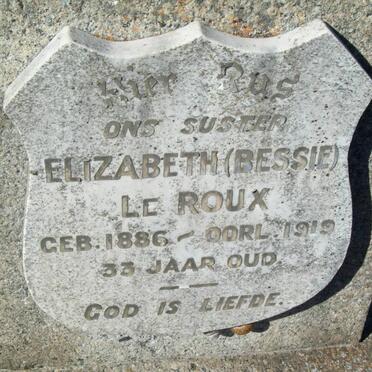 Hier Rus
ONS SUSTER
ELIZABETH (BESSIE)
LE ROUX
GEB. 1886 – OORL. 1919
33 JAAR OUD
GOD IS LIEFDE.